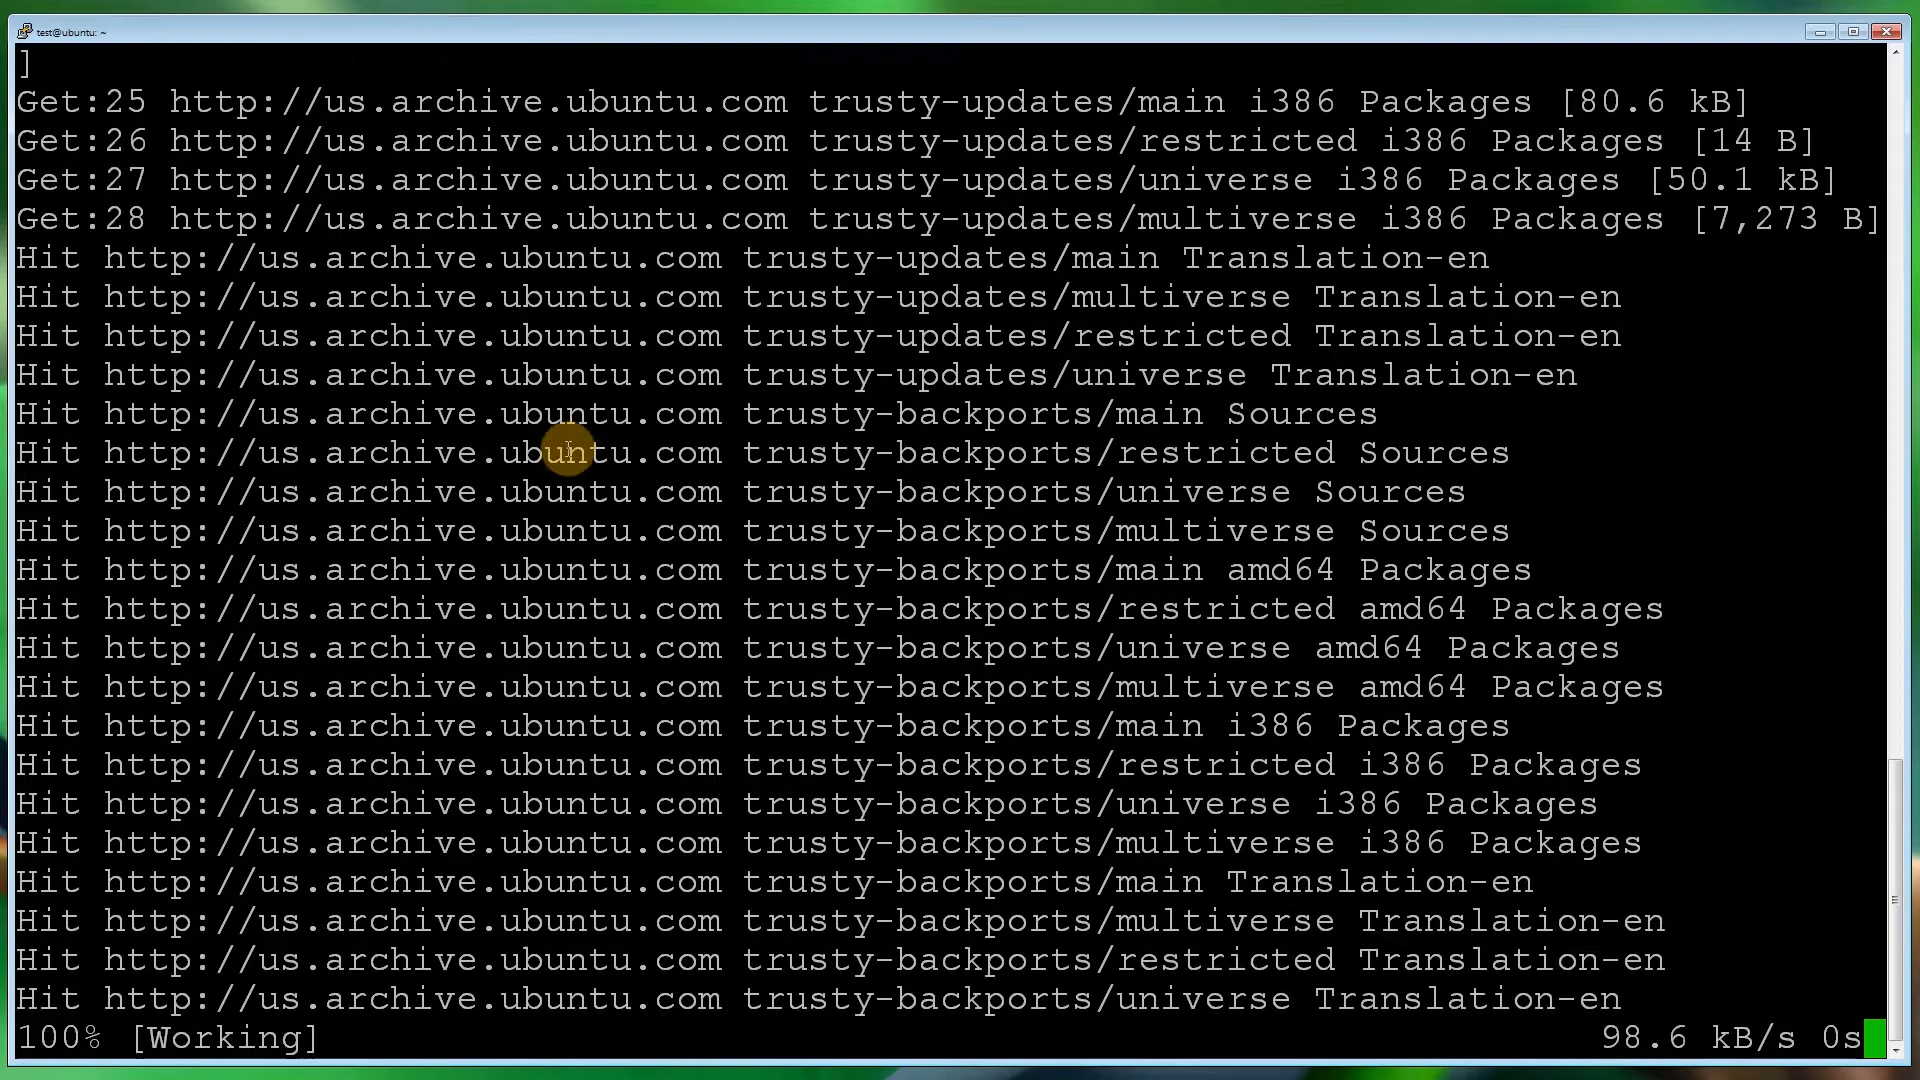 test@ubuntu: ~
]
Get:25 http://us.archive.ubuntu.com trusty-updates/main i386 Packages [80.6 kB]
Get:26 http://us.archive.ubuntu.com trusty-updates/restricted i386 Packages [14 B]
Get:27 http://us.archive.ubuntu.com trusty-updates/universe i386 Packages [50.1 kB]
Get:28 http://us.archive.ubuntu.com trusty-updates/multiverse i386 Packages [7,273 B]
Hit http://us.archive.ubuntu.com trusty-updates/main Translation-en
Hit http://us.archive.ubuntu.com trusty-updates/multiverse Translation-en
Hit http://us.archive.ubuntu.com trusty-updates/restricted Translation-en
Hit http://us.archive.ubuntu.com trusty-updates/universe Translation-en
Hit http://us.archive.ubuntu.com trusty-backports/main Sources
Hit http://us.archive.ubuntu.com trusty-backports/restricted Sources
Hit http://us.archive.ubuntu.com trusty-backports/universe Sources
Hit http://us.archive.ubuntu.com trusty-backports/multiverse Sources
Hit http://us.archive.ubuntu.com trusty-backports/main amd64 Packages
Hit http://us.archive.ubuntu.com trusty-backports/restricted amd64 Packages
Hit http://us.archive.ubuntu.com trusty-backports/universe amd64 Packages
Hit http://us.archive.ubuntu.com trusty-backports/multiverse amd64 Packages
Hit http://us.archive.ubuntu.com trusty-backports/main i386 Packages
Hit http://us.archive.ubuntu.com trusty-backports/restricted i386 Packages
Hit http://us.archive.ubuntu.com trusty-backports/universe i386 Packages
Hit http://us.archive.ubuntu.com trusty-backports/multiverse i386 Packages
Hit http://us.archive.ubuntu.com trusty-backports/main Translation-en
Hit http://us.archive.ubuntu.com trusty-backports/multiverse Translation-en
Hit http://us.archive.ubuntu.com trusty-backports/restricted Translation-en
Hit http://us.archive.ubuntu.com trusty-backports/universe Translation-en
100% [Working] 98.6 kB/s 0s